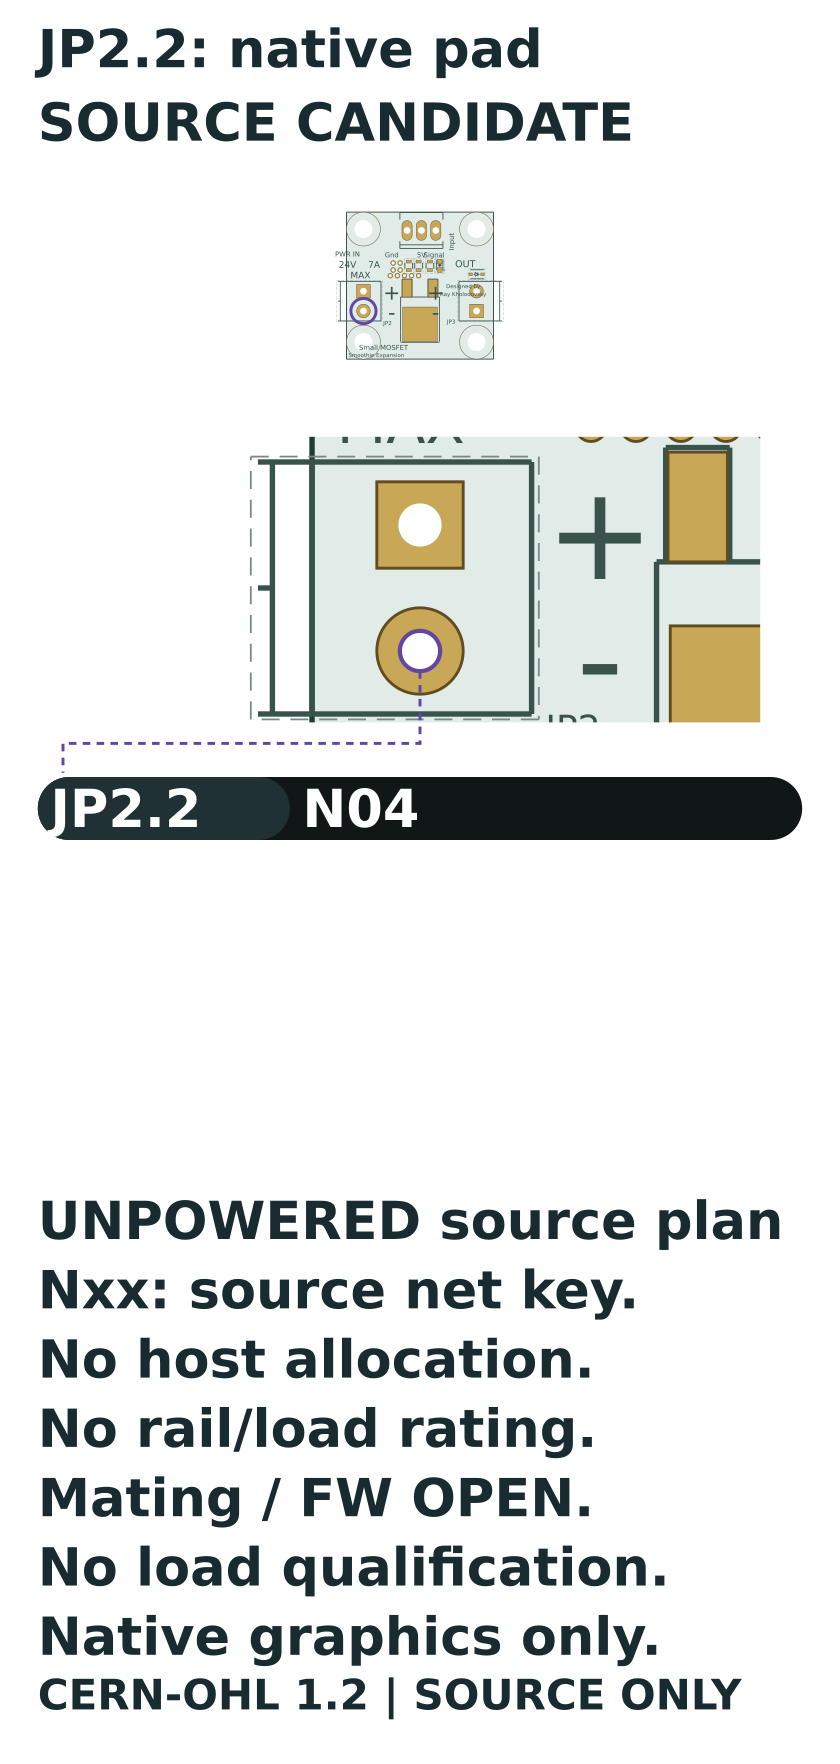 JP2.2: native pad
SOURCE CANDIDATE
Input
PWR IN
Gnd
5V
Signal
24V 7A
OUT
MAX
Designed by
JP2
JP3
Small MOSFET
Smoothie Expansion
JP2.2 N04
UNPOWERED source plan
Nxx: source net key.
No host allocation.
No rail/load rating.
Mating / FW OPEN.
No load qualification.
Native graphics only.
CERN-OHL 1.2 | SOURCE ONLY